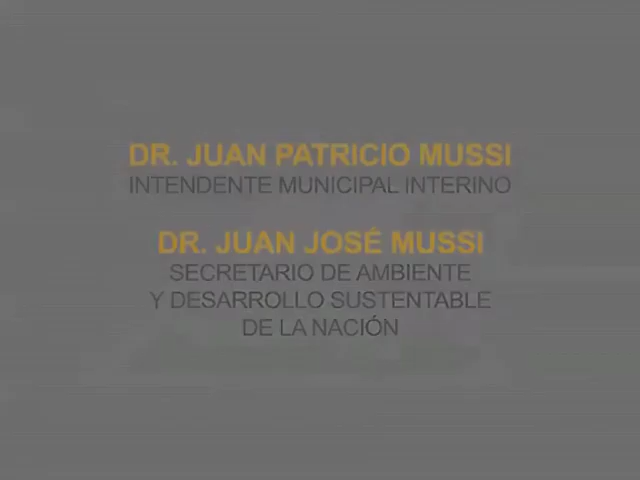 DR. JUAN PATRICIO MUSSI
INTENDENTE MUNICIPAL INTERINO
DR. JUAN JOSÉ MUSSI
SECRETARIO DE AMBIENTE
Y DESARROLLO SUSTENTABLE
DE LA NACIÓN